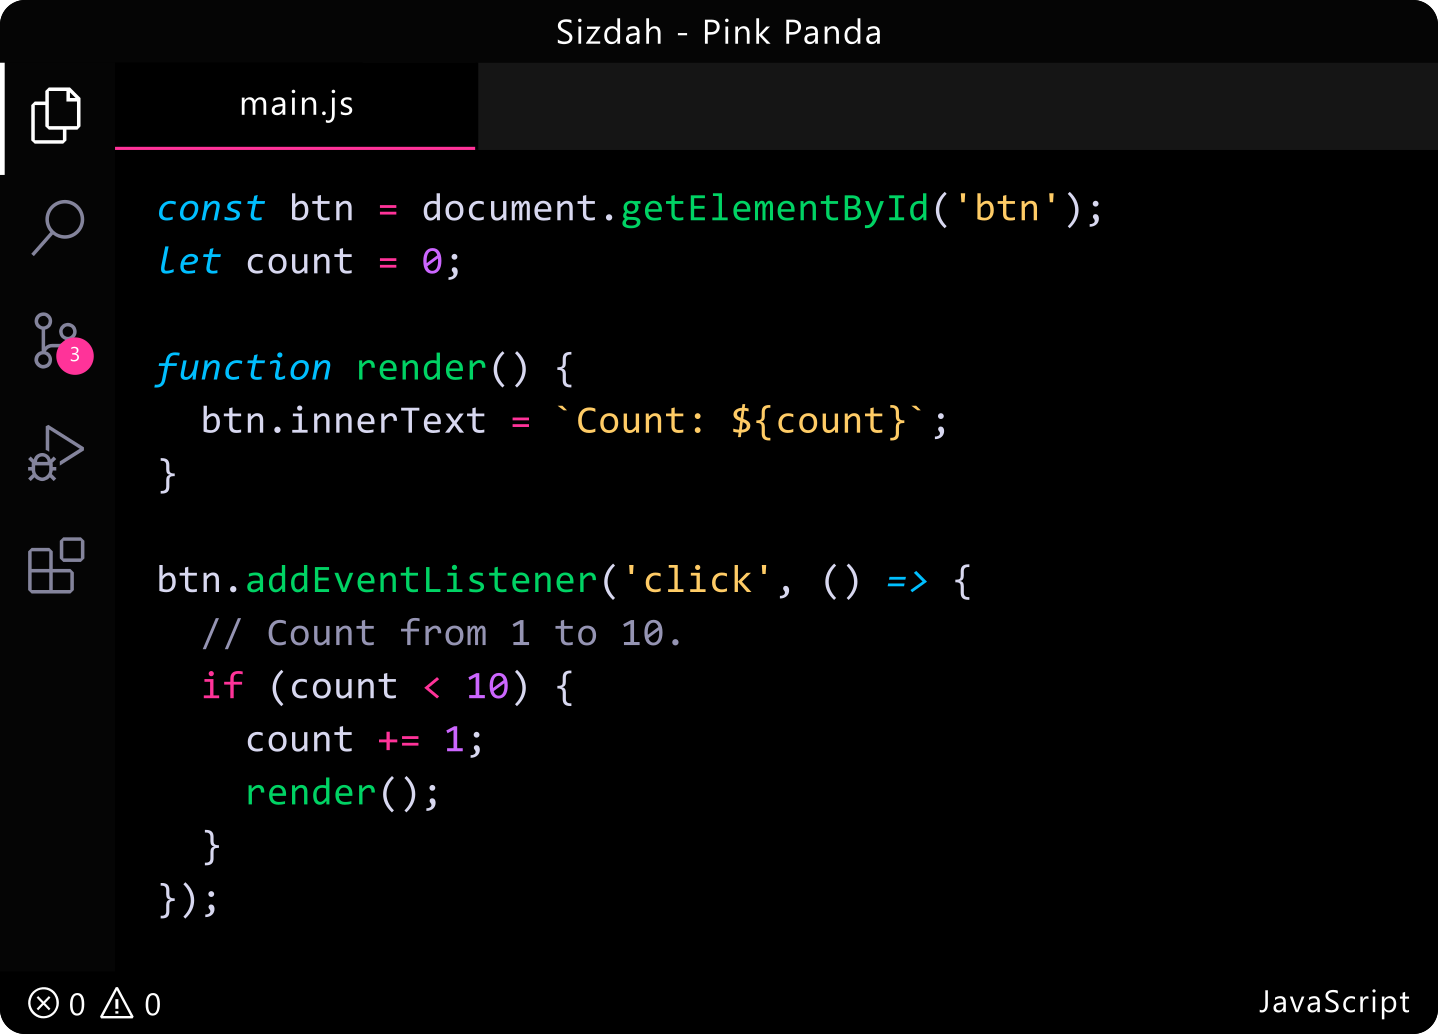 Sizdah - Pink Panda
main.js
const btn = document.getElementById('btn');
let count = 0;
function render() {
  btn.innerText = `Count: ${count}`;
}
btn.addEventListener('click', () => {
  // Count from 1 to 10.
  if (count < 10) {
    count += 1;
    render();
  }
});
3
0 0
JavaScript